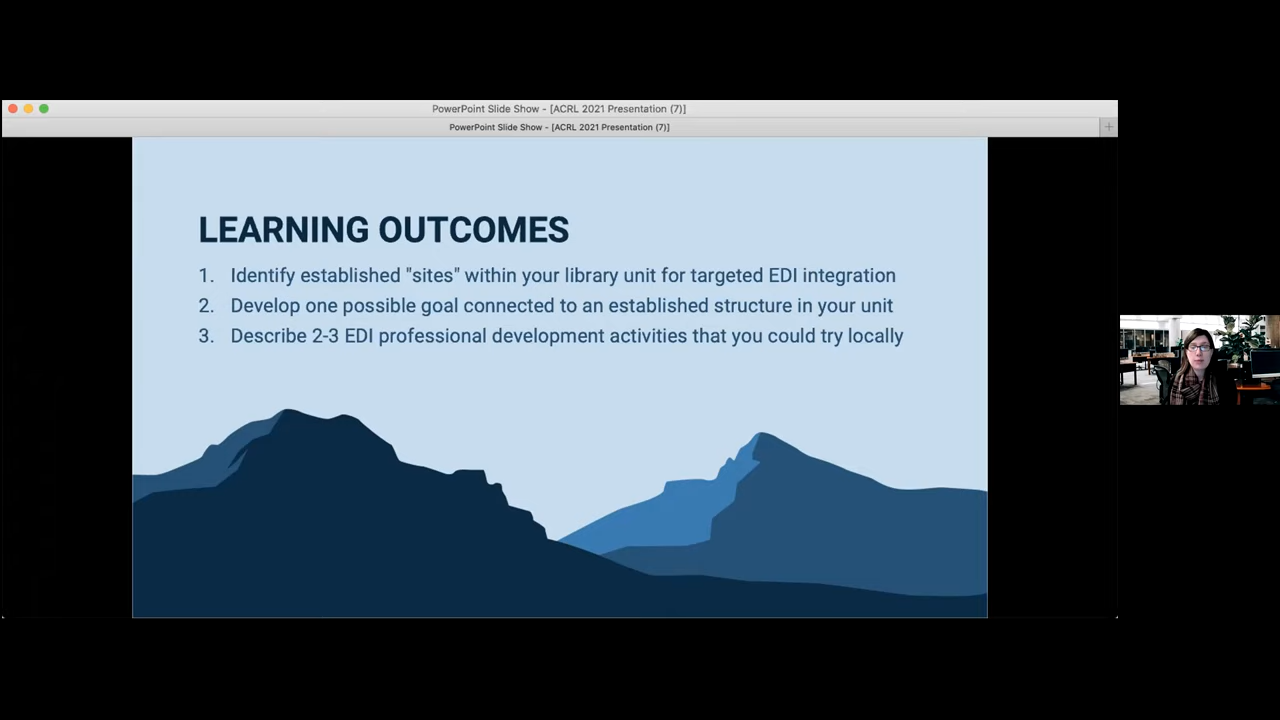 PowerPoint Slide Show - [ACRL 2021 Presentation (7)]
PowerPoint Slide Show - [ACRL 2021 Presentation (7)]
LEARNING OUTCOMES
1. Identify established "sites" within your library unit for targeted EDI integration
2. Develop one possible goal connected to an established structure in your unit
3. Describe 2-3 EDI professional development activities that you could try locally